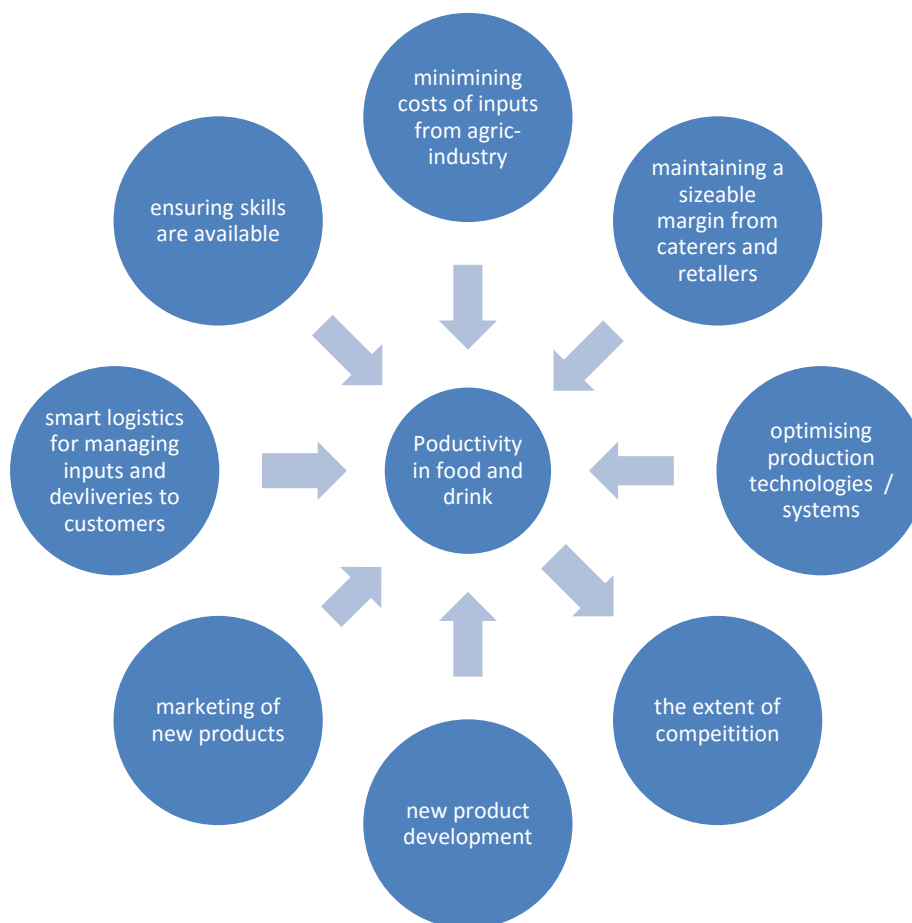 minimining
costs of inputs
from agric-
industry
maintaining a
sizeable
margin from
caterers and
retallers
optimising
production
technologies /
systems
the extent of
compeitition
new product
development
marketing of
new products
smart logistics
for managing
inputs and
devliveries to
customers
ensuring skills
are available
Poductivity
in food and
drink